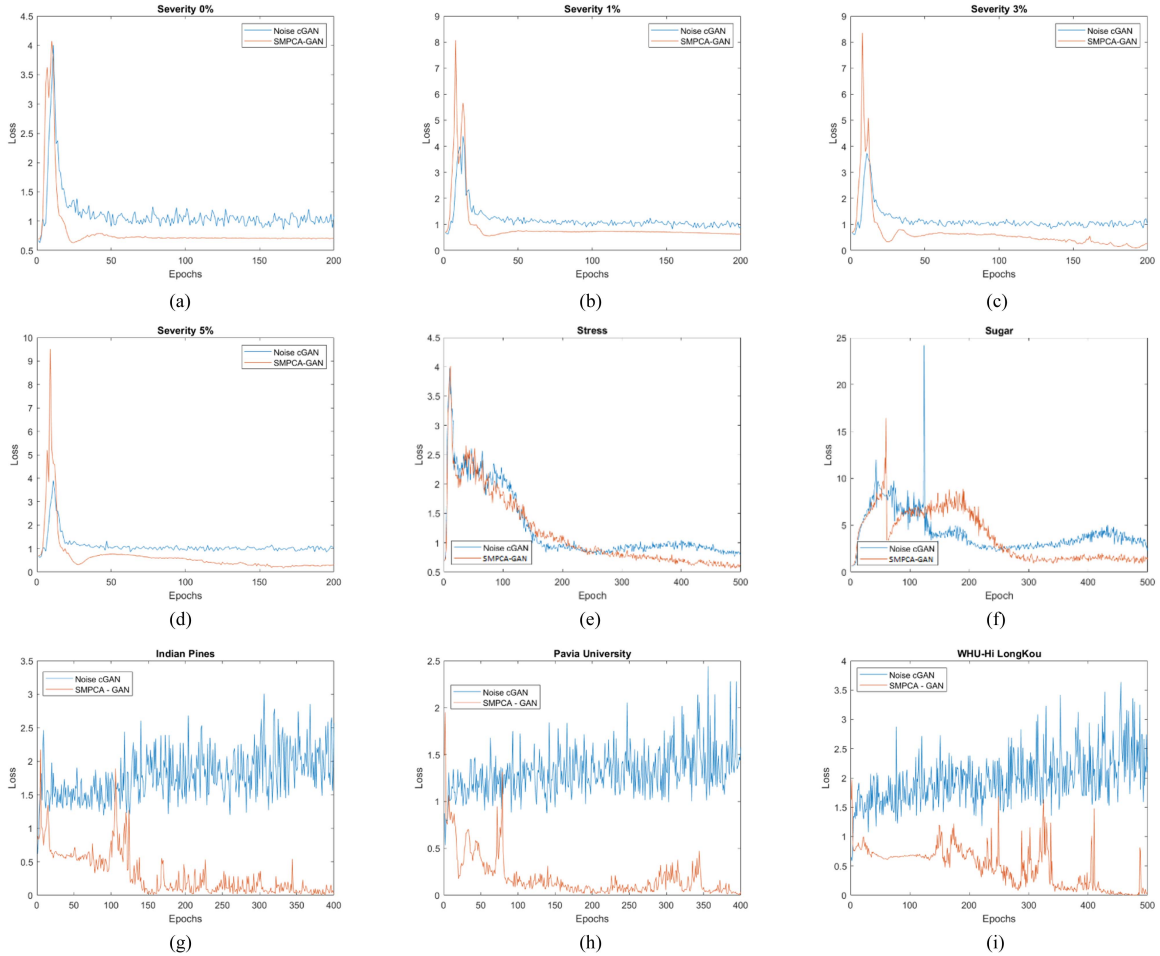 Severity 0%
4.5
4
3.5
3
2.5
2
1.5
1
0.5
Loss
0 50 100 150 200
Epochs
Noise cGAN
SMPCA-GAN
(a)
Severity 1%
9
8
7
6
5
4
3
2
1
0
Loss
0 50 100 150 200
Epochs
Noise cGAN
SMPCA-GAN
(b)
Severity 3%
9
8
7
6
5
4
3
2
1
0
Loss
0 50 100 150 200
Epochs
Noise cGAN
SMPCA-GAN
(c)
Severity 5%
10
9
8
7
6
5
4
3
2
1
0
Loss
0 50 100 150 200
Epochs
Noise cGAN
SMPCA-GAN
(d)
Stress
4.5
4
3.5
3
2.5
2
1.5
1
0.5
Loss
0 100 200 300 400 500
Epoch
Noise cGAN
SMPCA-GAN
(e)
Sugar
25
20
15
10
5
0
Loss
0 100 200 300 400 500
Epoch
Noise cGAN
SMPCA-GAN
(f)
Indian Pines
3.5
3
2.5
2
1.5
1
0.5
0
Loss
0 50 100 150 200 250 300 350 400
Epochs
Noise cGAN
SMPCA - GAN
(g)
Pavia University
2.5
2
1.5
1
0.5
0
Loss
0 50 100 150 200 250 300 350 400
Epochs
Noise cGAN
SMPCA - GAN
(h)
WHU-Hi LongKou
4
3.5
3
2.5
2
1.5
1
0.5
0
Loss
0 100 200 300 400 500
Epochs
Noise cGAN
SMPCA - GAN
(i)